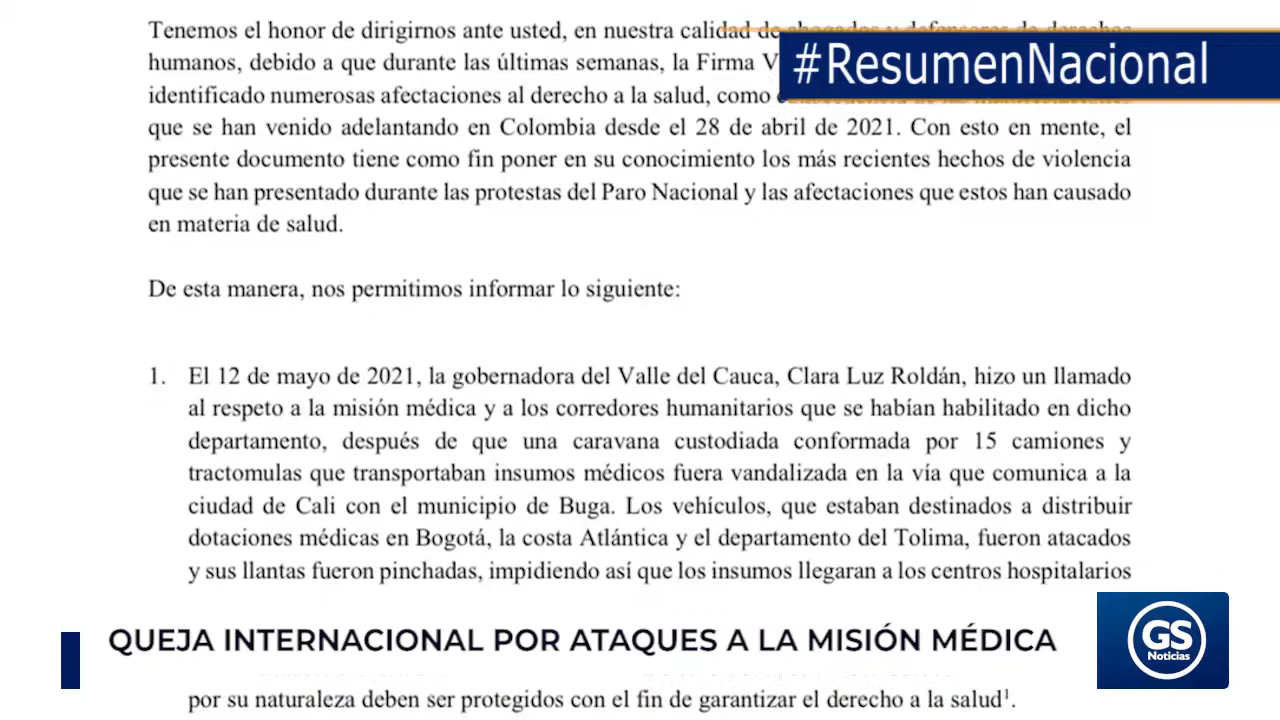 Tenemos el honor de dirigirnos ante usted, en nuestra calidad de abogados y defensores de derechos
#ResumenNacional
humanos, debido a que durante las últimas semanas, la Firma V
identificado numerosas afectaciones al derecho a la salud, como
que se han venido adelantando en Colombia desde el 28 de abril de 2021. Con esto en mente, el
presente documento tiene como fin poner en su conocimiento los más recientes hechos de violencia
que se han presentado durante las protestas del Paro Nacional y las afectaciones que estos han causado
en materia de salud.
De esta manera, nos permitimos informar lo siguiente:
1. El 12 de mayo de 2021, la gobernadora del Valle del Cauca, Clara Luz Roldán, hizo un llamado
al respeto a la misión médica y a los corredores humanitarios que se habían habilitado en dicho
departamento, después de que una caravana custodiada conformada por 15 camiones y
tractomulas que transportaban insumos médicos fuera vandalizada en la vía que comunica a la
ciudad de Cali con el municipio de Buga. Los vehículos, que estaban destinados a distribuir
dotaciones médicas en Bogotá, la costa Atlántica y el departamento del Tolima, fueron atacados
y sus llantas fueron pinchadas, impidiendo así que los insumos llegaran a los centros hospitalarios
QUEJA INTERNACIONAL POR ATAQUES A LA MISIÓN MÉDICA
GS
Noticias
por su naturaleza deben ser protegidos con el fin de garantizar el derecho a la salud¹.